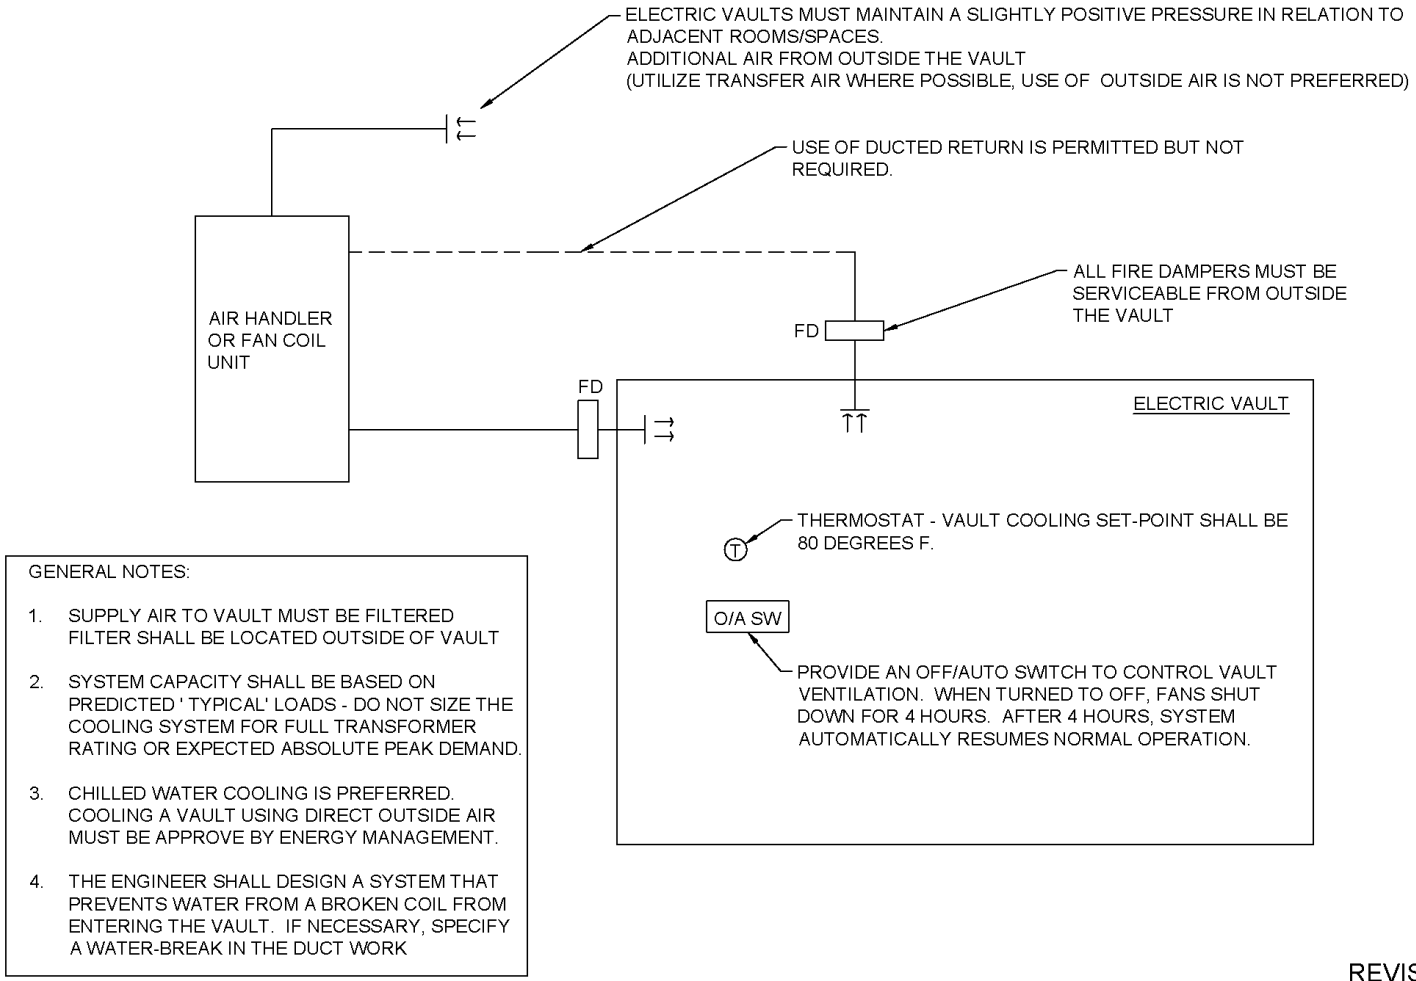 ELECTRIC VAULTS MUST MAINTAIN A SLIGHTLY POSITIVE PRESSURE IN RELATION TO
ADJACENT ROOMS/SPACES.
ADDITIONAL AIR FROM OUTSIDE THE VAULT
(UTILIZE TRANSFER AIR WHERE POSSIBLE, USE OF OUTSIDE AIR IS NOT PREFERRED)
USE OF DUCTED RETURN IS PERMITTED BUT NOT
REQUIRED.
ALL FIRE DAMPERS MUST BE
SERVICEABLE FROM OUTSIDE
THE VAULT
AIR HANDLER
OR FAN COIL
UNIT
FD
FD
ELECTRIC VAULT
THERMOSTAT - VAULT COOLING SET-POINT SHALL BE
80 DEGREES F.
T
O/A SW
PROVIDE AN OFF/AUTO SWITCH TO CONTROL VAULT
VENTILATION. WHEN TURNED TO OFF, FANS SHUT
DOWN FOR 4 HOURS. AFTER 4 HOURS, SYSTEM
AUTOMATICALLY RESUMES NORMAL OPERATION.
GENERAL NOTES:
1. SUPPLY AIR TO VAULT MUST BE FILTERED
FILTER SHALL BE LOCATED OUTSIDE OF VAULT
2. SYSTEM CAPACITY SHALL BE BASED ON
PREDICTED ' TYPICAL' LOADS - DO NOT SIZE THE
COOLING SYSTEM FOR FULL TRANSFORMER
RATING OR EXPECTED ABSOLUTE PEAK DEMAND.
3. CHILLED WATER COOLING IS PREFERRED.
COOLING A VAULT USING DIRECT OUTSIDE AIR
MUST BE APPROVE BY ENERGY MANAGEMENT.
4. THE ENGINEER SHALL DESIGN A SYSTEM THAT
PREVENTS WATER FROM A BROKEN COIL FROM
ENTERING THE VAULT. IF NECESSARY, SPECIFY
A WATER-BREAK IN THE DUCT WORK
REVIS